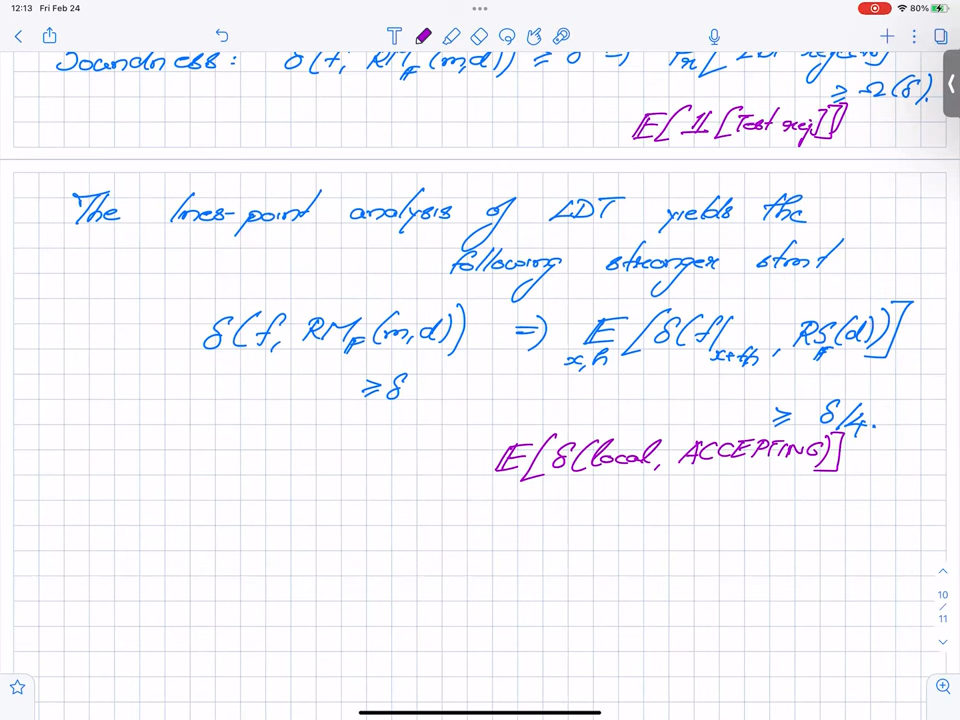 12:13 Fri Feb 24
80%
Soundness: δ(f, RM_F(m,d)) ≥ δ ⇒ Pr[LDT rejecting]
≥ Ω(δ).
𝔼[𝟙[Test rej]]
The lines-point analysis of LDT yields the
following stronger stmt
δ(f, RM_F(m,d)) ⇒ 𝔼_{x,h}[δ(f|_{x+th}, RS_F(d))]
≥ δ
≥ δ/4.
𝔼[δ(local, ACCEPTING)]
10
/
11